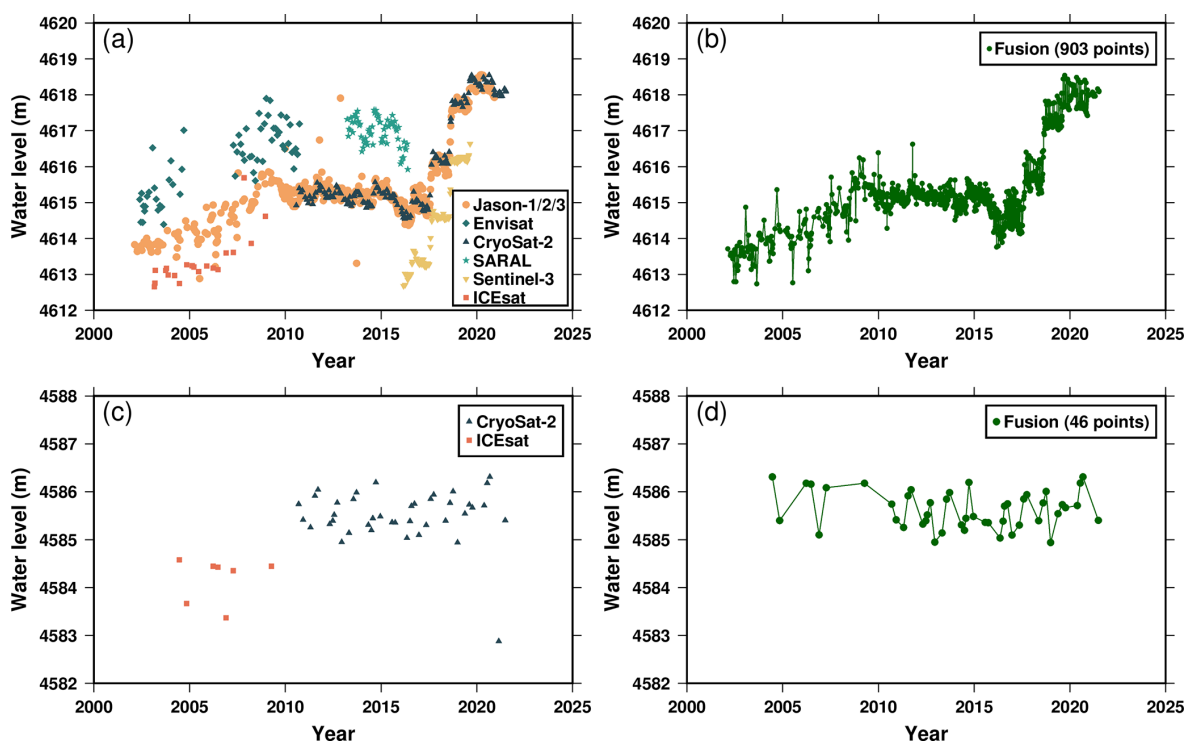 (a)
4620
4619
4618
4617
4616
4615
4614
4613
4612
Water level (m)
2000 2005 2010 2015 2020 2025
Year
Jason-1/2/3
Envisat
CryoSat-2
SARAL
Sentinel-3
ICEsat
(b)
4620
4619
4618
4617
4616
4615
4614
4613
4612
Water level (m)
2000 2005 2010 2015 2020 2025
Year
Fusion (903 points)
(c)
4588
4587
4586
4585
4584
4583
4582
Water level (m)
2000 2005 2010 2015 2020 2025
Year
CryoSat-2
ICEsat
(d)
4588
4587
4586
4585
4584
4583
4582
Water level (m)
2000 2005 2010 2015 2020 2025
Year
Fusion (46 points)